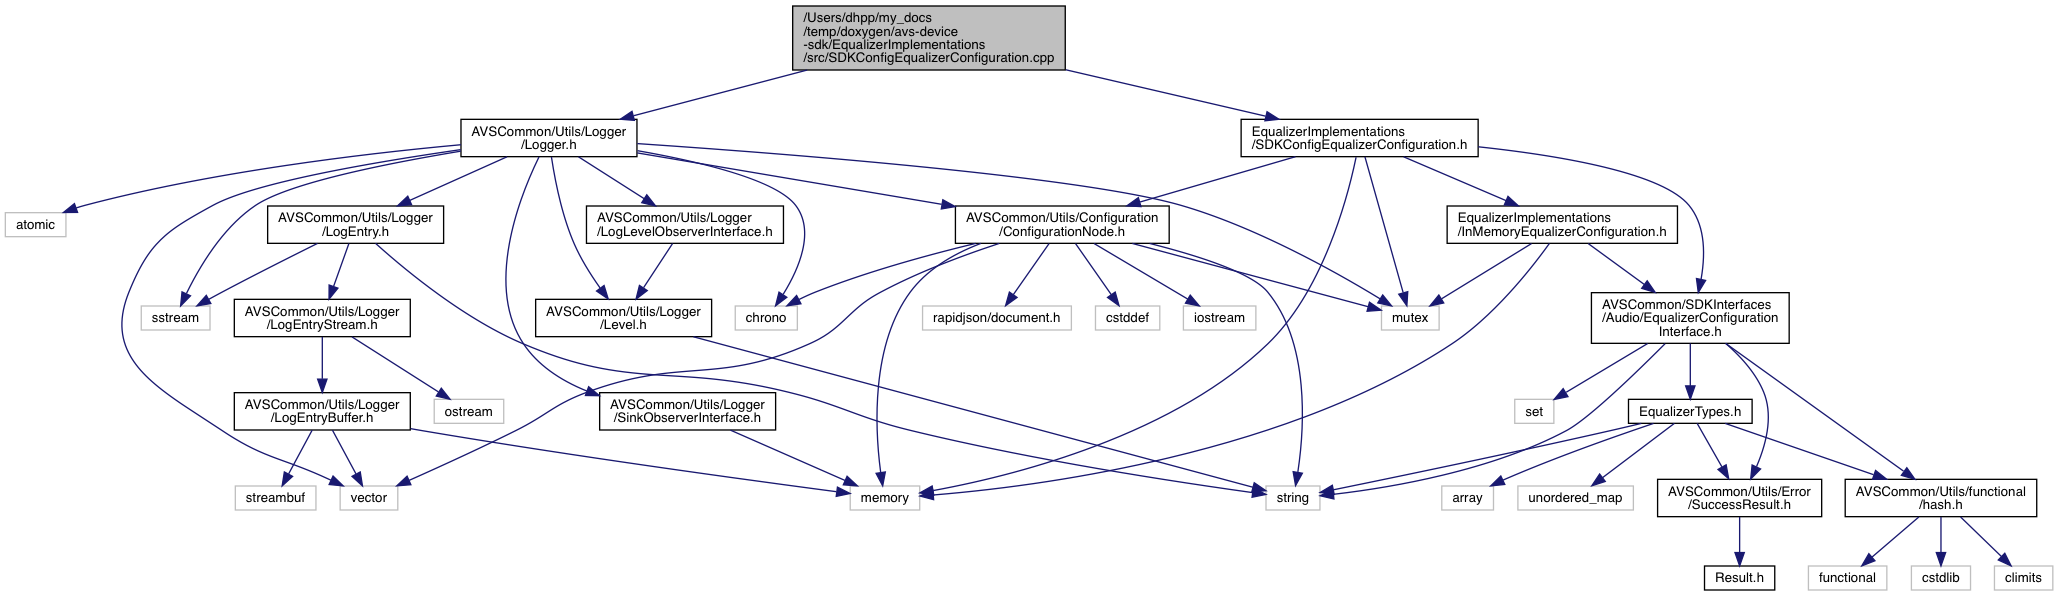 /Users/dhpp/my_docs
/temp/doxygen/avs-device
-sdk/EqualizerImplementations
/src/SDKConfigEqualizerConfiguration.cpp
AVSCommon/Utils/Logger
/Logger.h
EqualizerImplementations
/SDKConfigEqualizerConfiguration.h
atomic
AVSCommon/Utils/Logger
/LogEntry.h
AVSCommon/Utils/Logger
/LogLevelObserverInterface.h
AVSCommon/Utils/Configuration
/ConfigurationNode.h
EqualizerImplementations
/InMemoryEqualizerConfiguration.h
sstream
AVSCommon/Utils/Logger
/LogEntryStream.h
AVSCommon/Utils/Logger
/Level.h
chrono
rapidjson/document.h
cstddef
iostream
mutex
AVSCommon/SDKInterfaces
/Audio/EqualizerConfiguration
Interface.h
AVSCommon/Utils/Logger
/LogEntryBuffer.h
ostream
AVSCommon/Utils/Logger
/SinkObserverInterface.h
set
EqualizerTypes.h
streambuf
vector
memory
string
array
unordered_map
AVSCommon/Utils/Error
/SuccessResult.h
AVSCommon/Utils/functional
/hash.h
Result.h
functional
cstdlib
climits